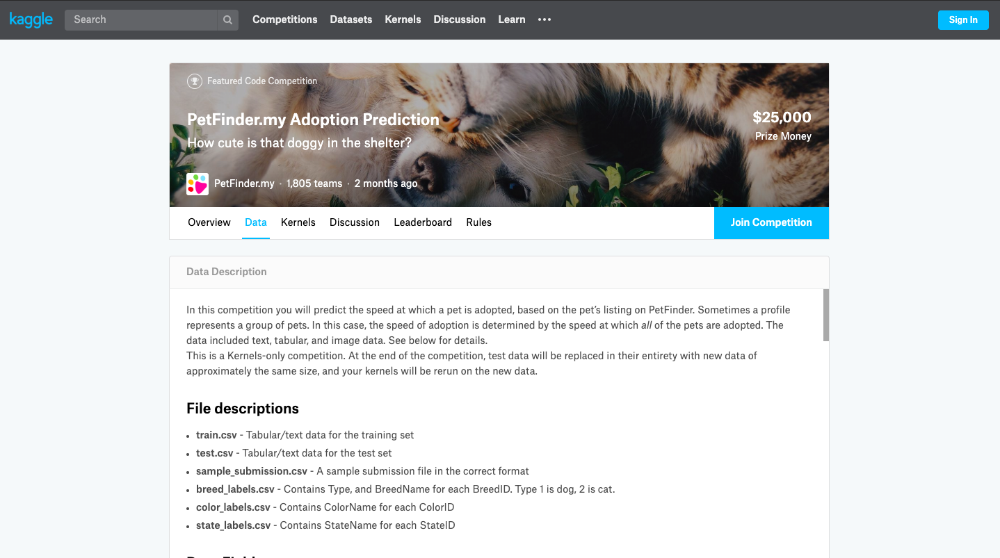 kaggle
Search
Competitions Datasets Kernels Discussion Learn
Sign In
Featured Code Competition
PetFinder.my Adoption Prediction
How cute is that doggy in the shelter?
$25,000
Prize Money
PetFinder.my · 1,805 teams · 2 months ago
Overview Data Kernels Discussion Leaderboard Rules
Join Competition
Data Description
In this competition you will predict the speed at which a pet is adopted, based on the pet’s listing on PetFinder. Sometimes a profile
represents a group of pets. In this case, the speed of adoption is determined by the speed at which all of the pets are adopted. The
data included text, tabular, and image data. See below for details.
This is a Kernels-only competition. At the end of the competition, test data will be replaced in their entirety with new data of
approximately the same size, and your kernels will be rerun on the new data.
File descriptions
• train.csv - Tabular/text data for the training set
• test.csv - Tabular/text data for the test set
• sample_submission.csv - A sample submission file in the correct format
• breed_labels.csv - Contains Type, and BreedName for each BreedID. Type 1 is dog, 2 is cat.
• color_labels.csv - Contains ColorName for each ColorID
• state_labels.csv - Contains StateName for each StateID